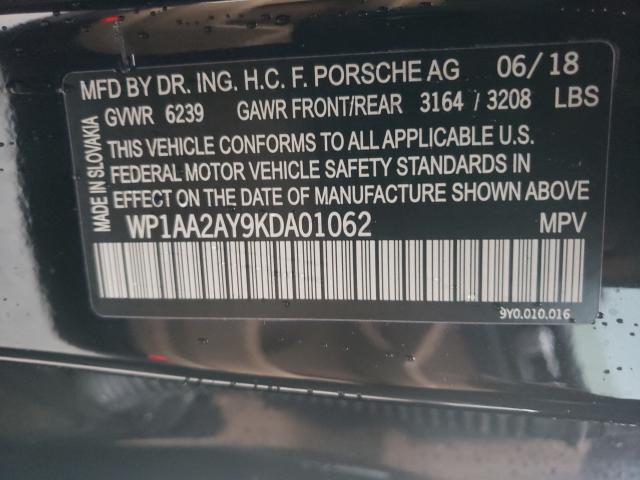 MFD BY DR. ING. H.C. F. PORSCHE AG 06/18
GVWR 6239 GAWR FRONT/REAR 3164 / 3208 LBS
THIS VEHICLE CONFORMS TO ALL APPLICABLE U.S.
FEDERAL MOTOR VEHICLE SAFETY STANDARDS IN
EFFECT ON THE DATE OF MANUFACTURE SHOWN ABOVE
MADE IN SLOVAKIA
WP1AA2AY9KDA01062 MPV
9Y0.010.016